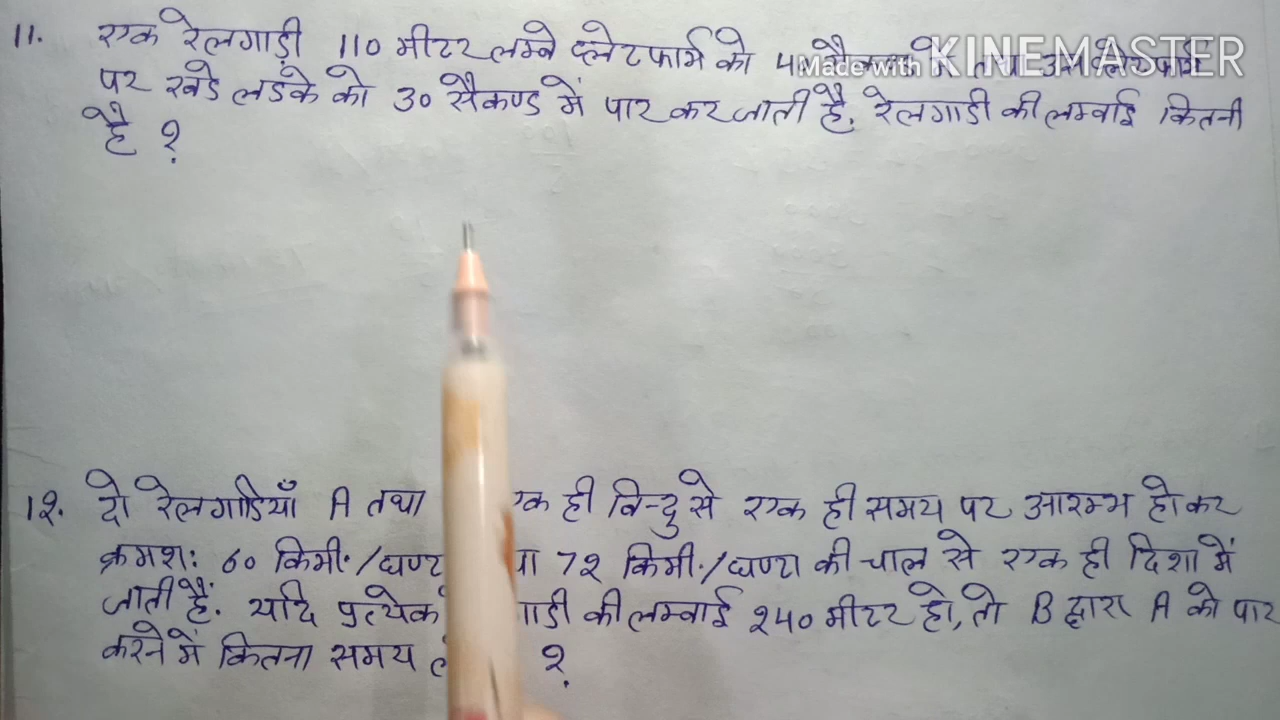 11. एक रेलगाड़ी 110 मीटर लम्बे प्लेटफार्म को
Made with KINEMASTER
पर खडे लडके को 30 सैकण्ड में पार कर जाती है. रेलगाडी की लम्बाई कितनी
है ?
12. दो रेलगाडियाँ A तथा एक ही बिन्दु से एक ही समय पर आरम्भ होकर
क्रमशः 60 किमी./घण्ट 72 किमी./घण्टा की चाल से एक ही दिशा में
जाती हैं. यदि प्रत्येक गाडी की लम्बाई 240 मीटर हो, तो B द्वारा A को पार
करने में कितना समय ?